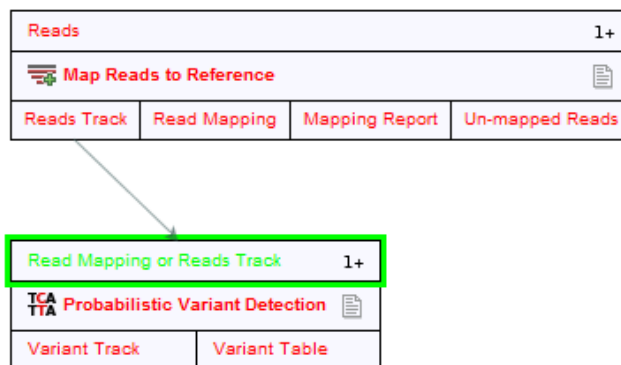 Reads 1+
Map Reads to Reference
Reads Track Read Mapping Mapping Report Un-mapped Reads
Read Mapping or Reads Track 1+
TCA
TTA Probabilistic Variant Detection
Variant Track Variant Table